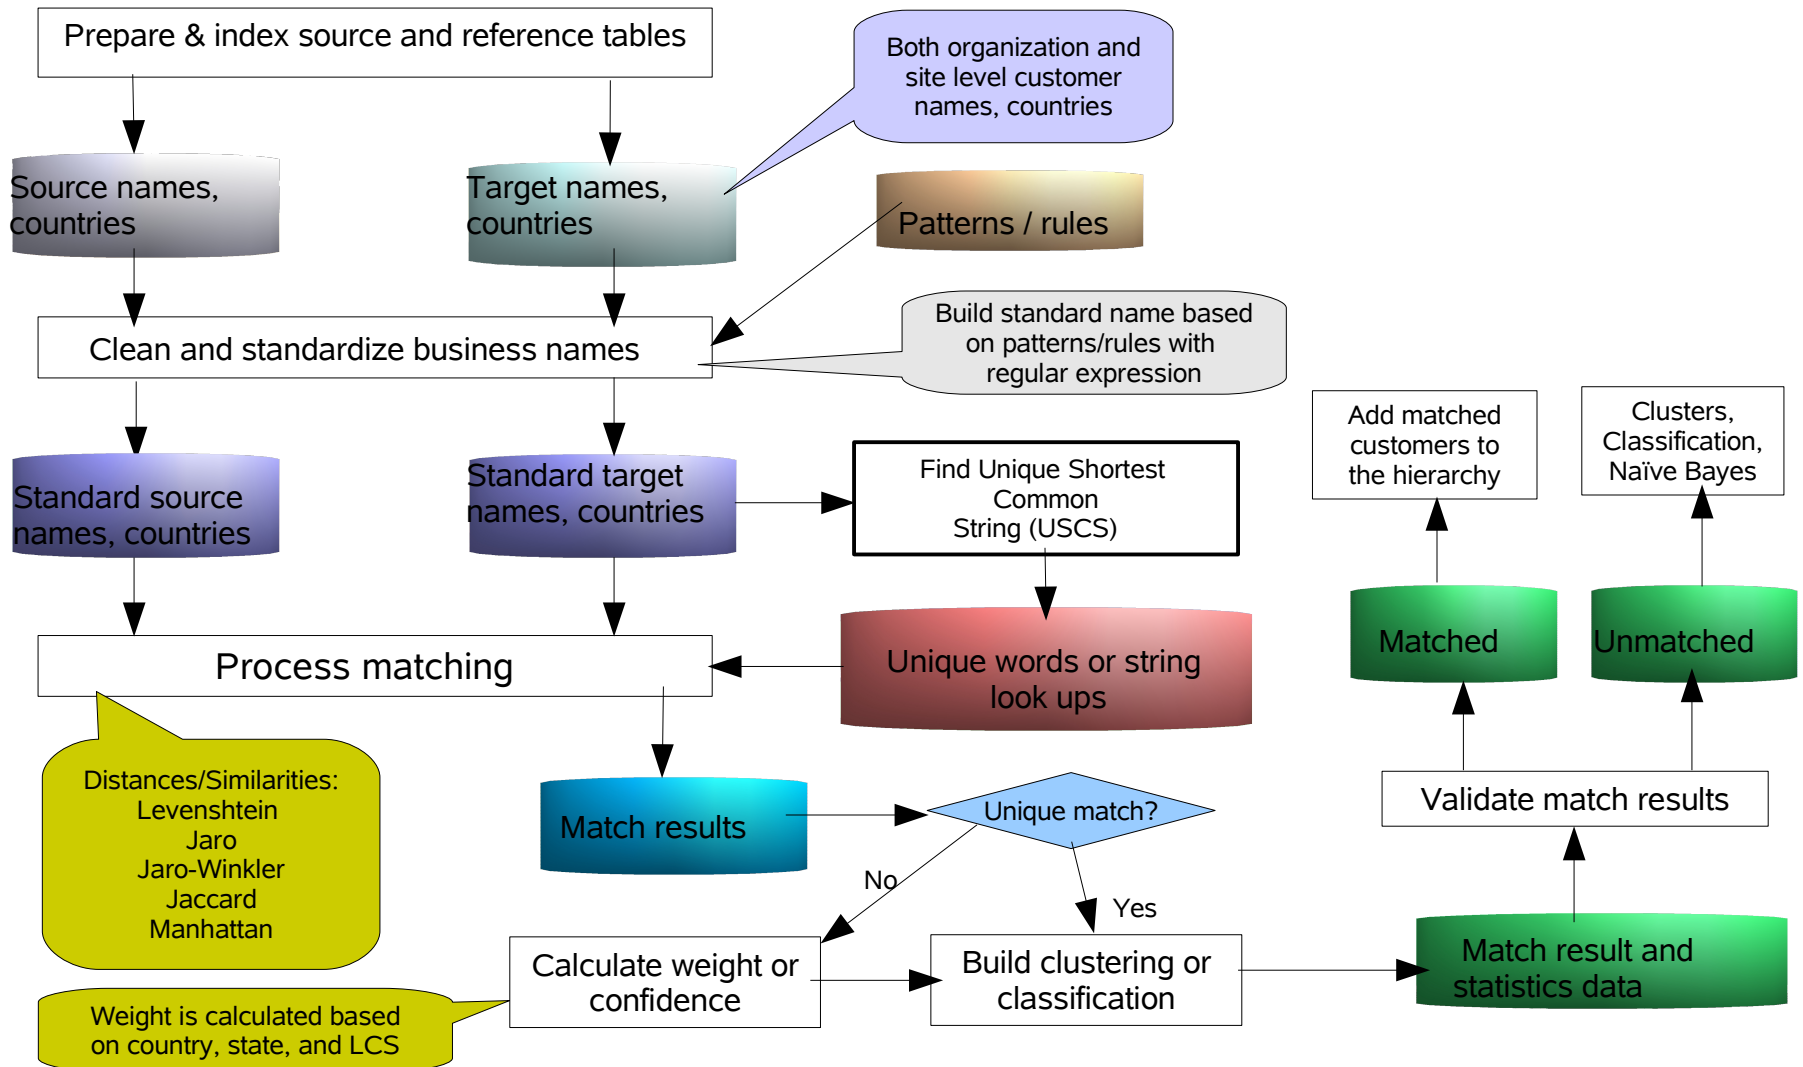 Prepare & index source and reference tables
Both organization and
site level customer
names, countries
Source names,
countries
Target names,
countries
Patterns / rules
Clean and standardize business names
Build standard name based
on patterns/rules with
regular expression
Add matched
customers to
the hierarchy
Clusters,
Classification,
Naïve Bayes
Standard source
names, countries
Standard target
names, countries
Find Unique Shortest
Common
String (USCS)
Matched
Unmatched
Process matching
Unique words or string
look ups
Distances/Similarities:
Levenshtein
Jaro
Jaro-Winkler
Jaccard
Manhattan
Match results
Unique match?
Validate match results
No
Yes
Calculate weight or
confidence
Build clustering or
classification
Match result and
statistics data
Weight is calculated based
on country, state, and LCS